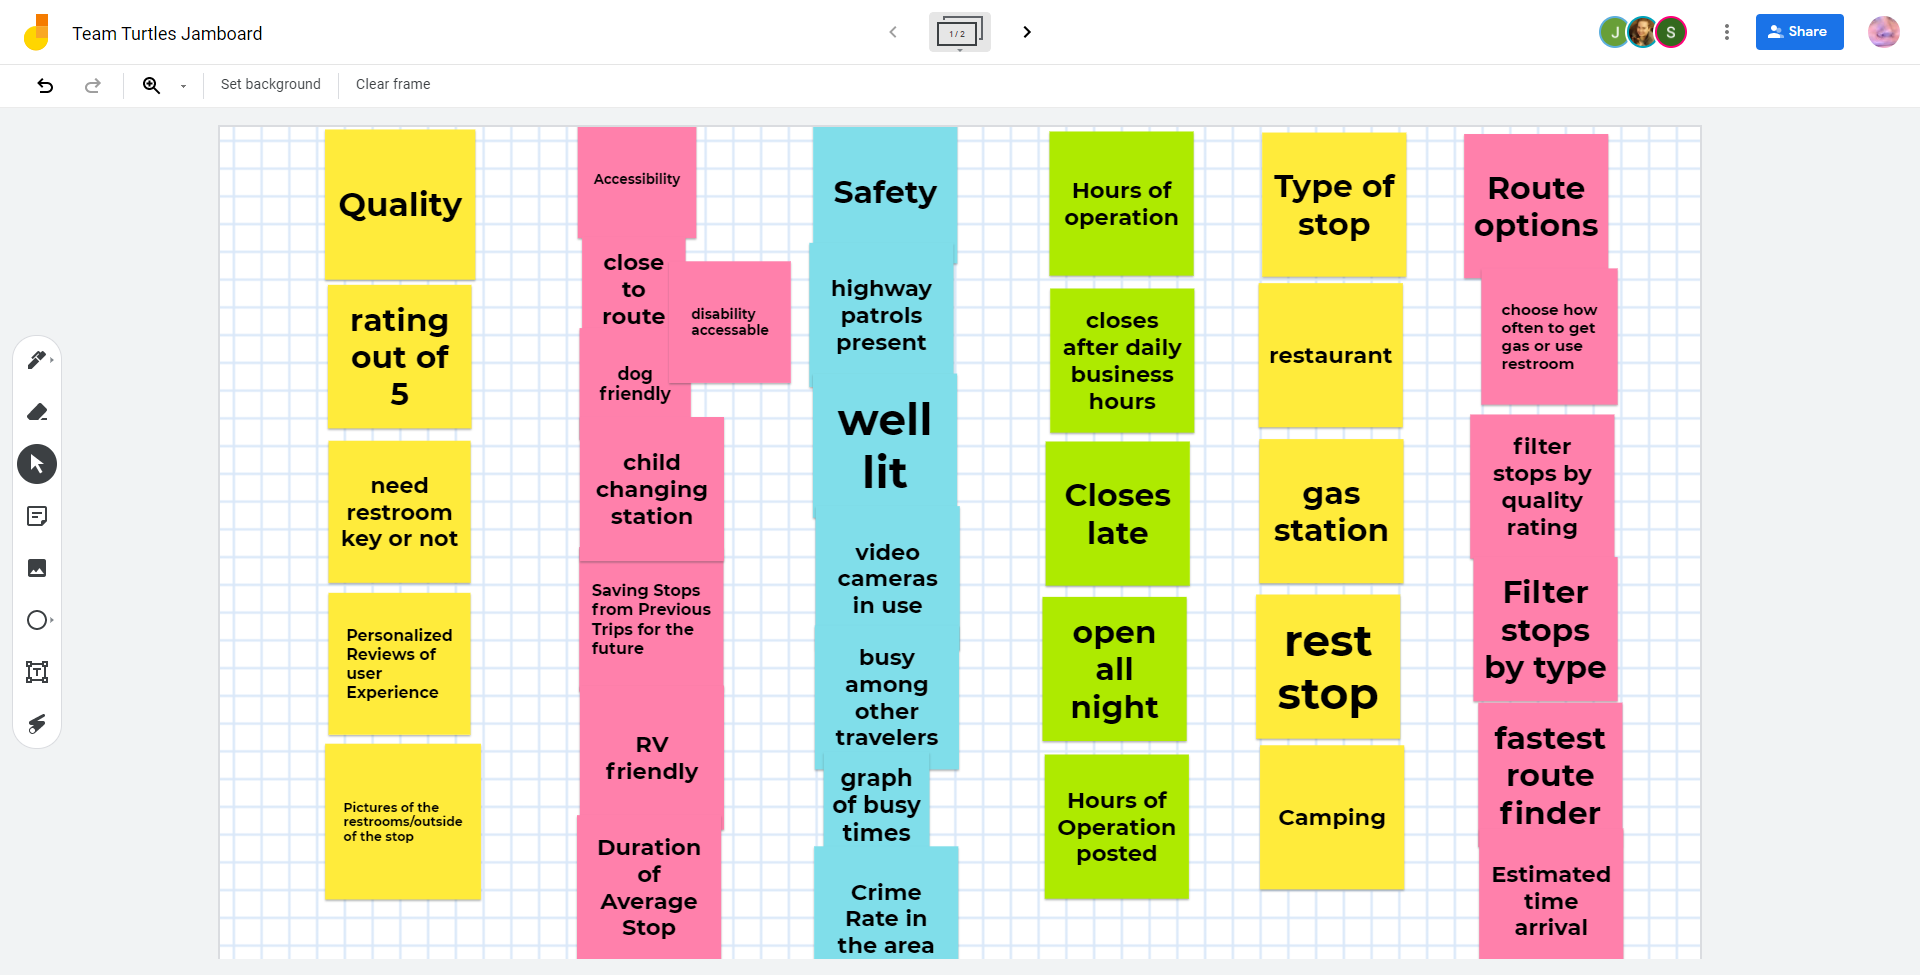 Team Turtles Jamboard
1 / 2
J
S
Share
Set background
Clear frame
Quality
rating
out of
5
need
restroom
key or not
Personalized
Reviews of
user
Experience
Pictures of the
restrooms/outside
of the stop
Accessibility
close
to
route
disability
accessable
dog
friendly
child
changing
station
Saving Stops
from Previous
Trips for the
future
RV
friendly
Duration
of
Average
Stop
Safety
highway
patrols
present
well
lit
video
cameras
in use
busy
among
other
travelers
graph
of busy
times
Crime
Rate in
the area
Hours of
operation
closes
after daily
business
hours
Closes
late
open
all
night
Hours of
Operation
posted
Type of
stop
restaurant
gas
station
rest
stop
Camping
Route
options
choose how
often to get
gas or use
restroom
filter
stops by
quality
rating
Filter
stops
by type
fastest
route
finder
Estimated
time
arrival